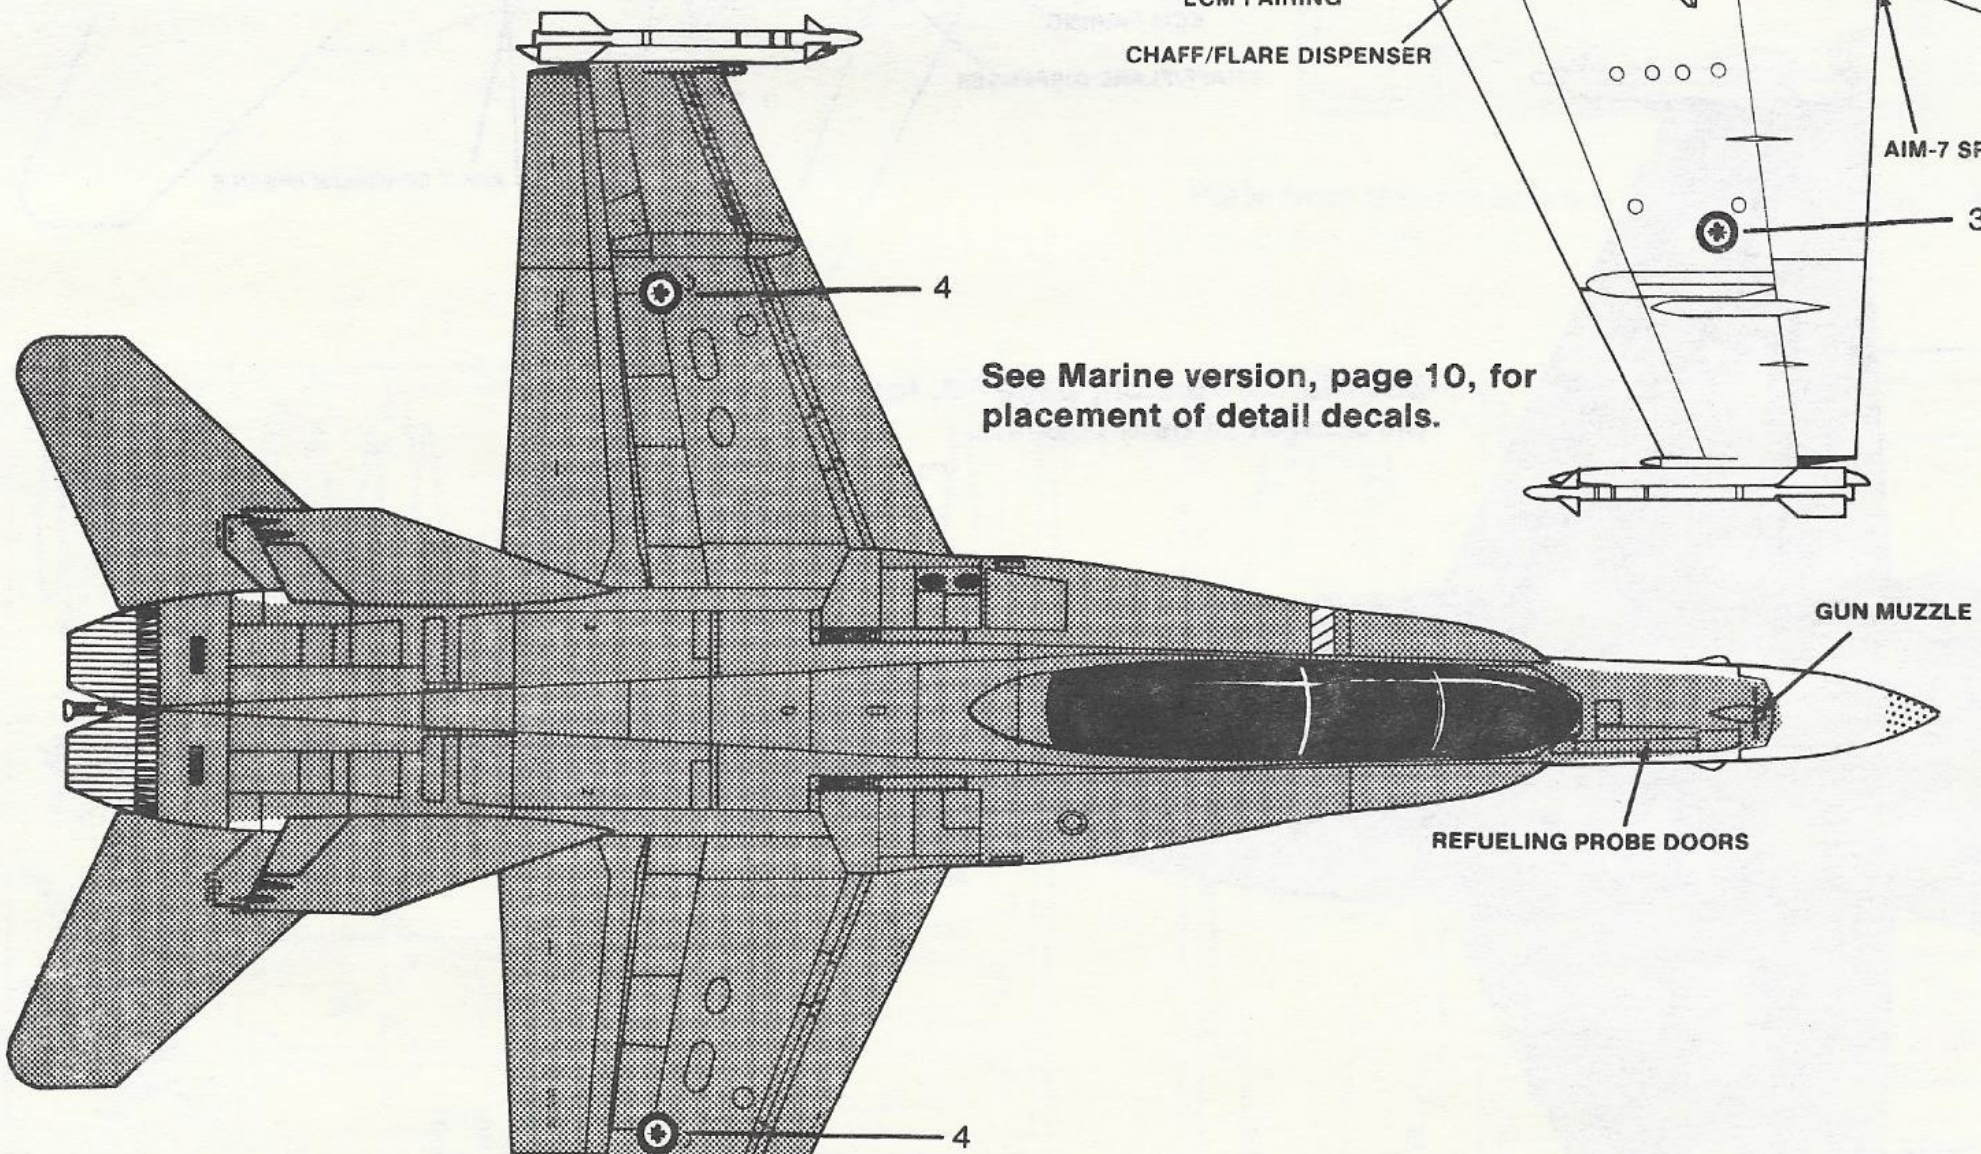 CHAFF/FLARE DISPENSER
AIM-7
3
4
See Marine version, page 10, for
placement of detail decals.
GUN MUZZLE
REFUELING PROBE DOORS
4